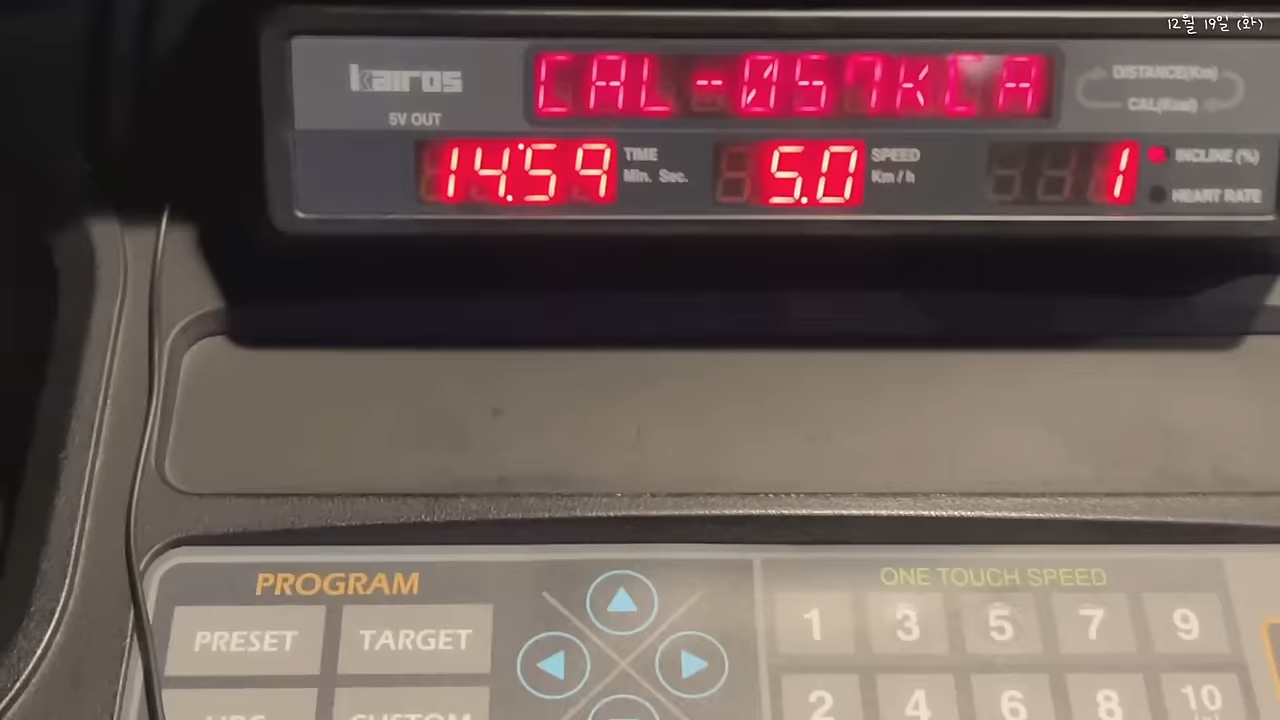 12월 19일 (화)
kairos
CAL-057KCA
DISTANCE(Km)
CAL(Kcal)
5V OUT
14:59
TIME
Min. Sec.
5.0
SPEED
Km/h
1
INCLINE (%)
HEART RATE
PROGRAM
ONE TOUCH SPEED
PRESET
TARGET
1
3
5
7
9
CUSTOM
2
4
6
8
10